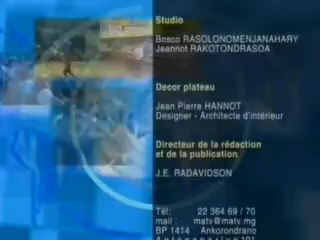 Studio
Bosco RASOLONOMENJANAHARY
Jeannot RAKOTONDRASOA
Decor plateau
Jean Pierre HANNOT
Designer - Architecte d'intérieur
Directeur de la rédaction
et de la publication
J.E. RADAVIDSON
Tél: 22 364 69 / 70
mail : matv@matv.mg
BP 1414 Ankorondrano
101